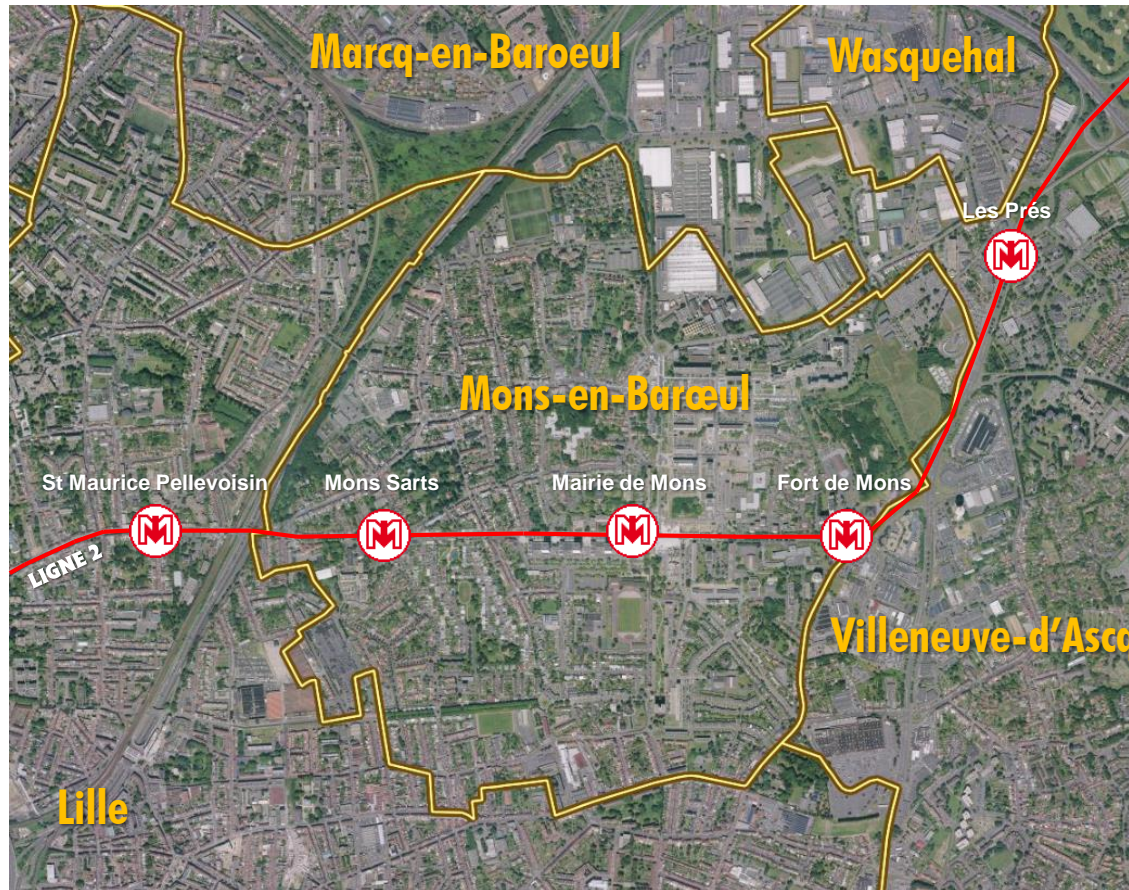 Marcq-en-Baroeul
Wasquehal
Les Prés
Mons-en-Barœul
St Maurice Pellevoisin
Mons Sarts
Mairie de Mons
Fort de Mons
LIGNE 2
Villeneuve-d'Asc
Lille